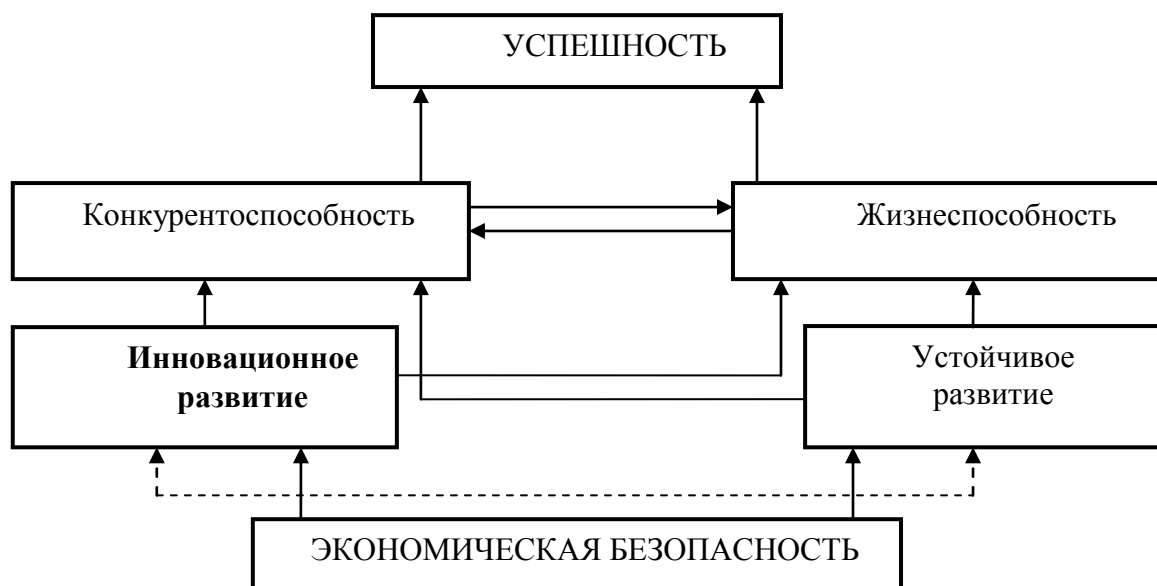 УСПЕШНОСТЬ
Конкурентоспособность
Жизнеспособность
Инновационное
развитие
Устойчивое
развитие
ЭКОНОМИЧЕСКАЯ БЕЗОПАСНОСТЬ